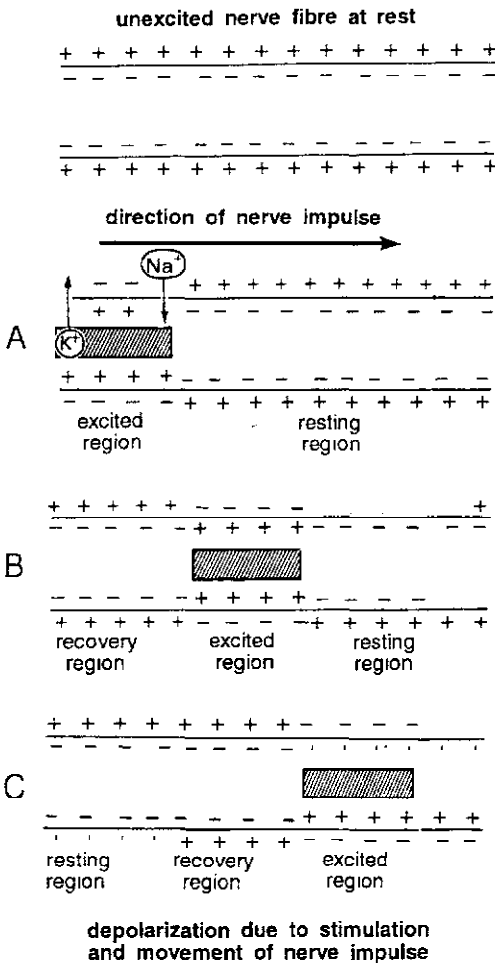 unexcited nerve fibre at rest
+ + + + + + + + + + + + +
− − − − − − − − − − − − −
− − − − − − − − − − − − −
+ + + + + + + + + + + + +
direction of nerve impulse
Na⁺
− − + + + + + + + + + +
+ + − − − − − − − − − −
A
K⁺
+ + + + − − − − − − − − − −
− − − − + + + + + + + + + +
excited resting
region region
+ + + + + − − − − +
− − − − − + + + + − − − − − −
B
− − − − − + + + + − − − −
+ + + + + − − − − + + + + + +
recovery excited resting
region region region
+ + + + + + + + + − − − −
C
resting recovery excited
region region region
depolarization due to stimulation
and movement of nerve impulse